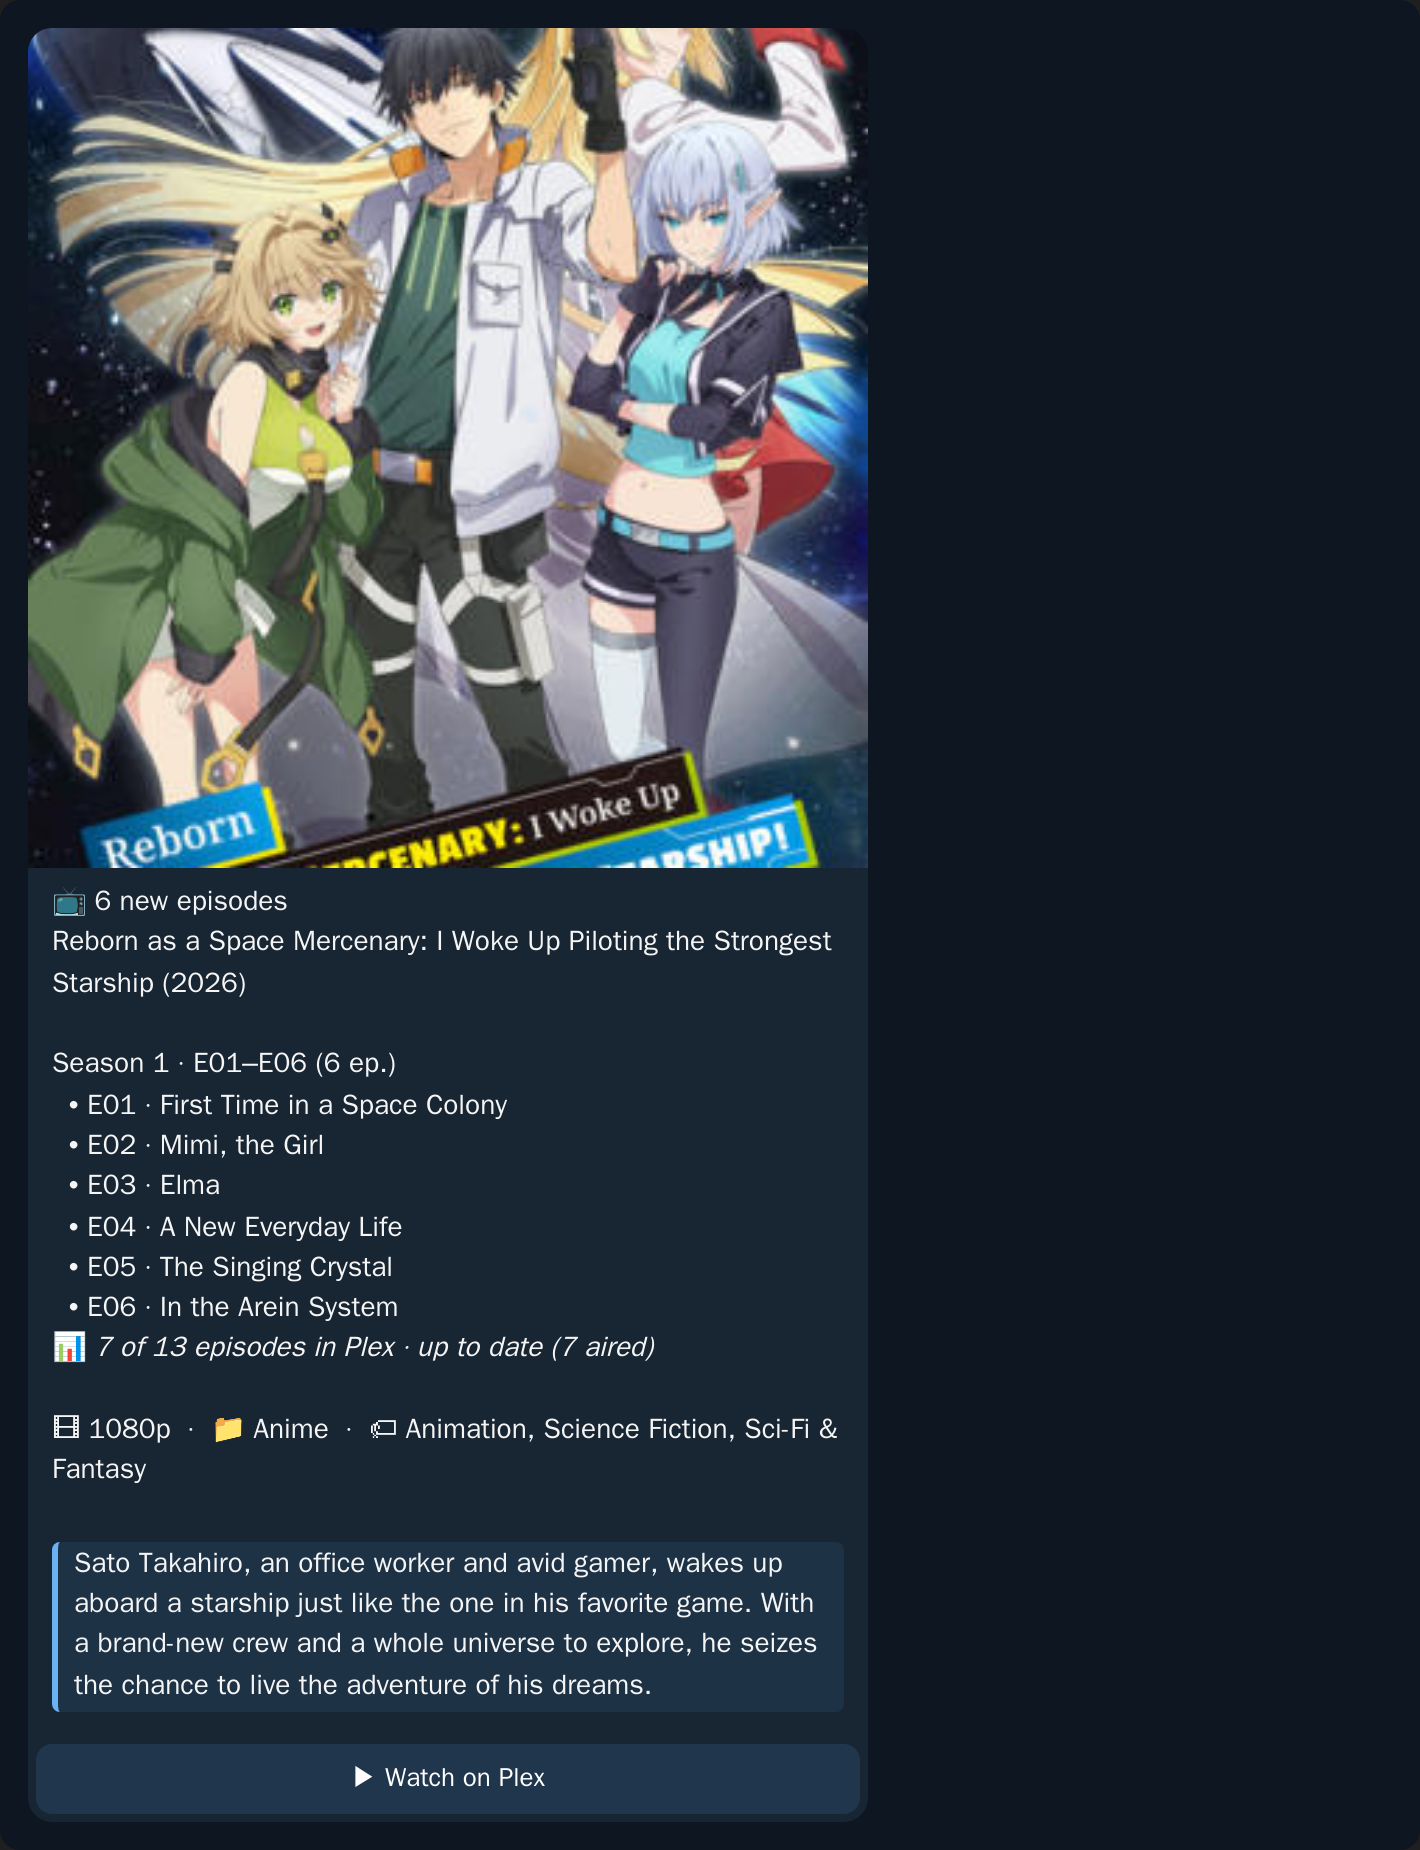 Reborn
MERCENARY: I Woke Up
STARSHIP!
📺 6 new episodes
Reborn as a Space Mercenary: I Woke Up Piloting the Strongest
Starship (2026)
Season 1 · E01–E06 (6 ep.)
• E01 · First Time in a Space Colony
• E02 · Mimi, the Girl
• E03 · Elma
• E04 · A New Everyday Life
• E05 · The Singing Crystal
• E06 · In the Arein System
📊 7 of 13 episodes in Plex · up to date (7 aired)
🎞 1080p · 📁 Anime · 🏷 Animation, Science Fiction, Sci-Fi &
Fantasy
Sato Takahiro, an office worker and avid gamer, wakes up
aboard a starship just like the one in his favorite game. With
a brand-new crew and a whole universe to explore, he seizes
the chance to live the adventure of his dreams.
▶ Watch on Plex